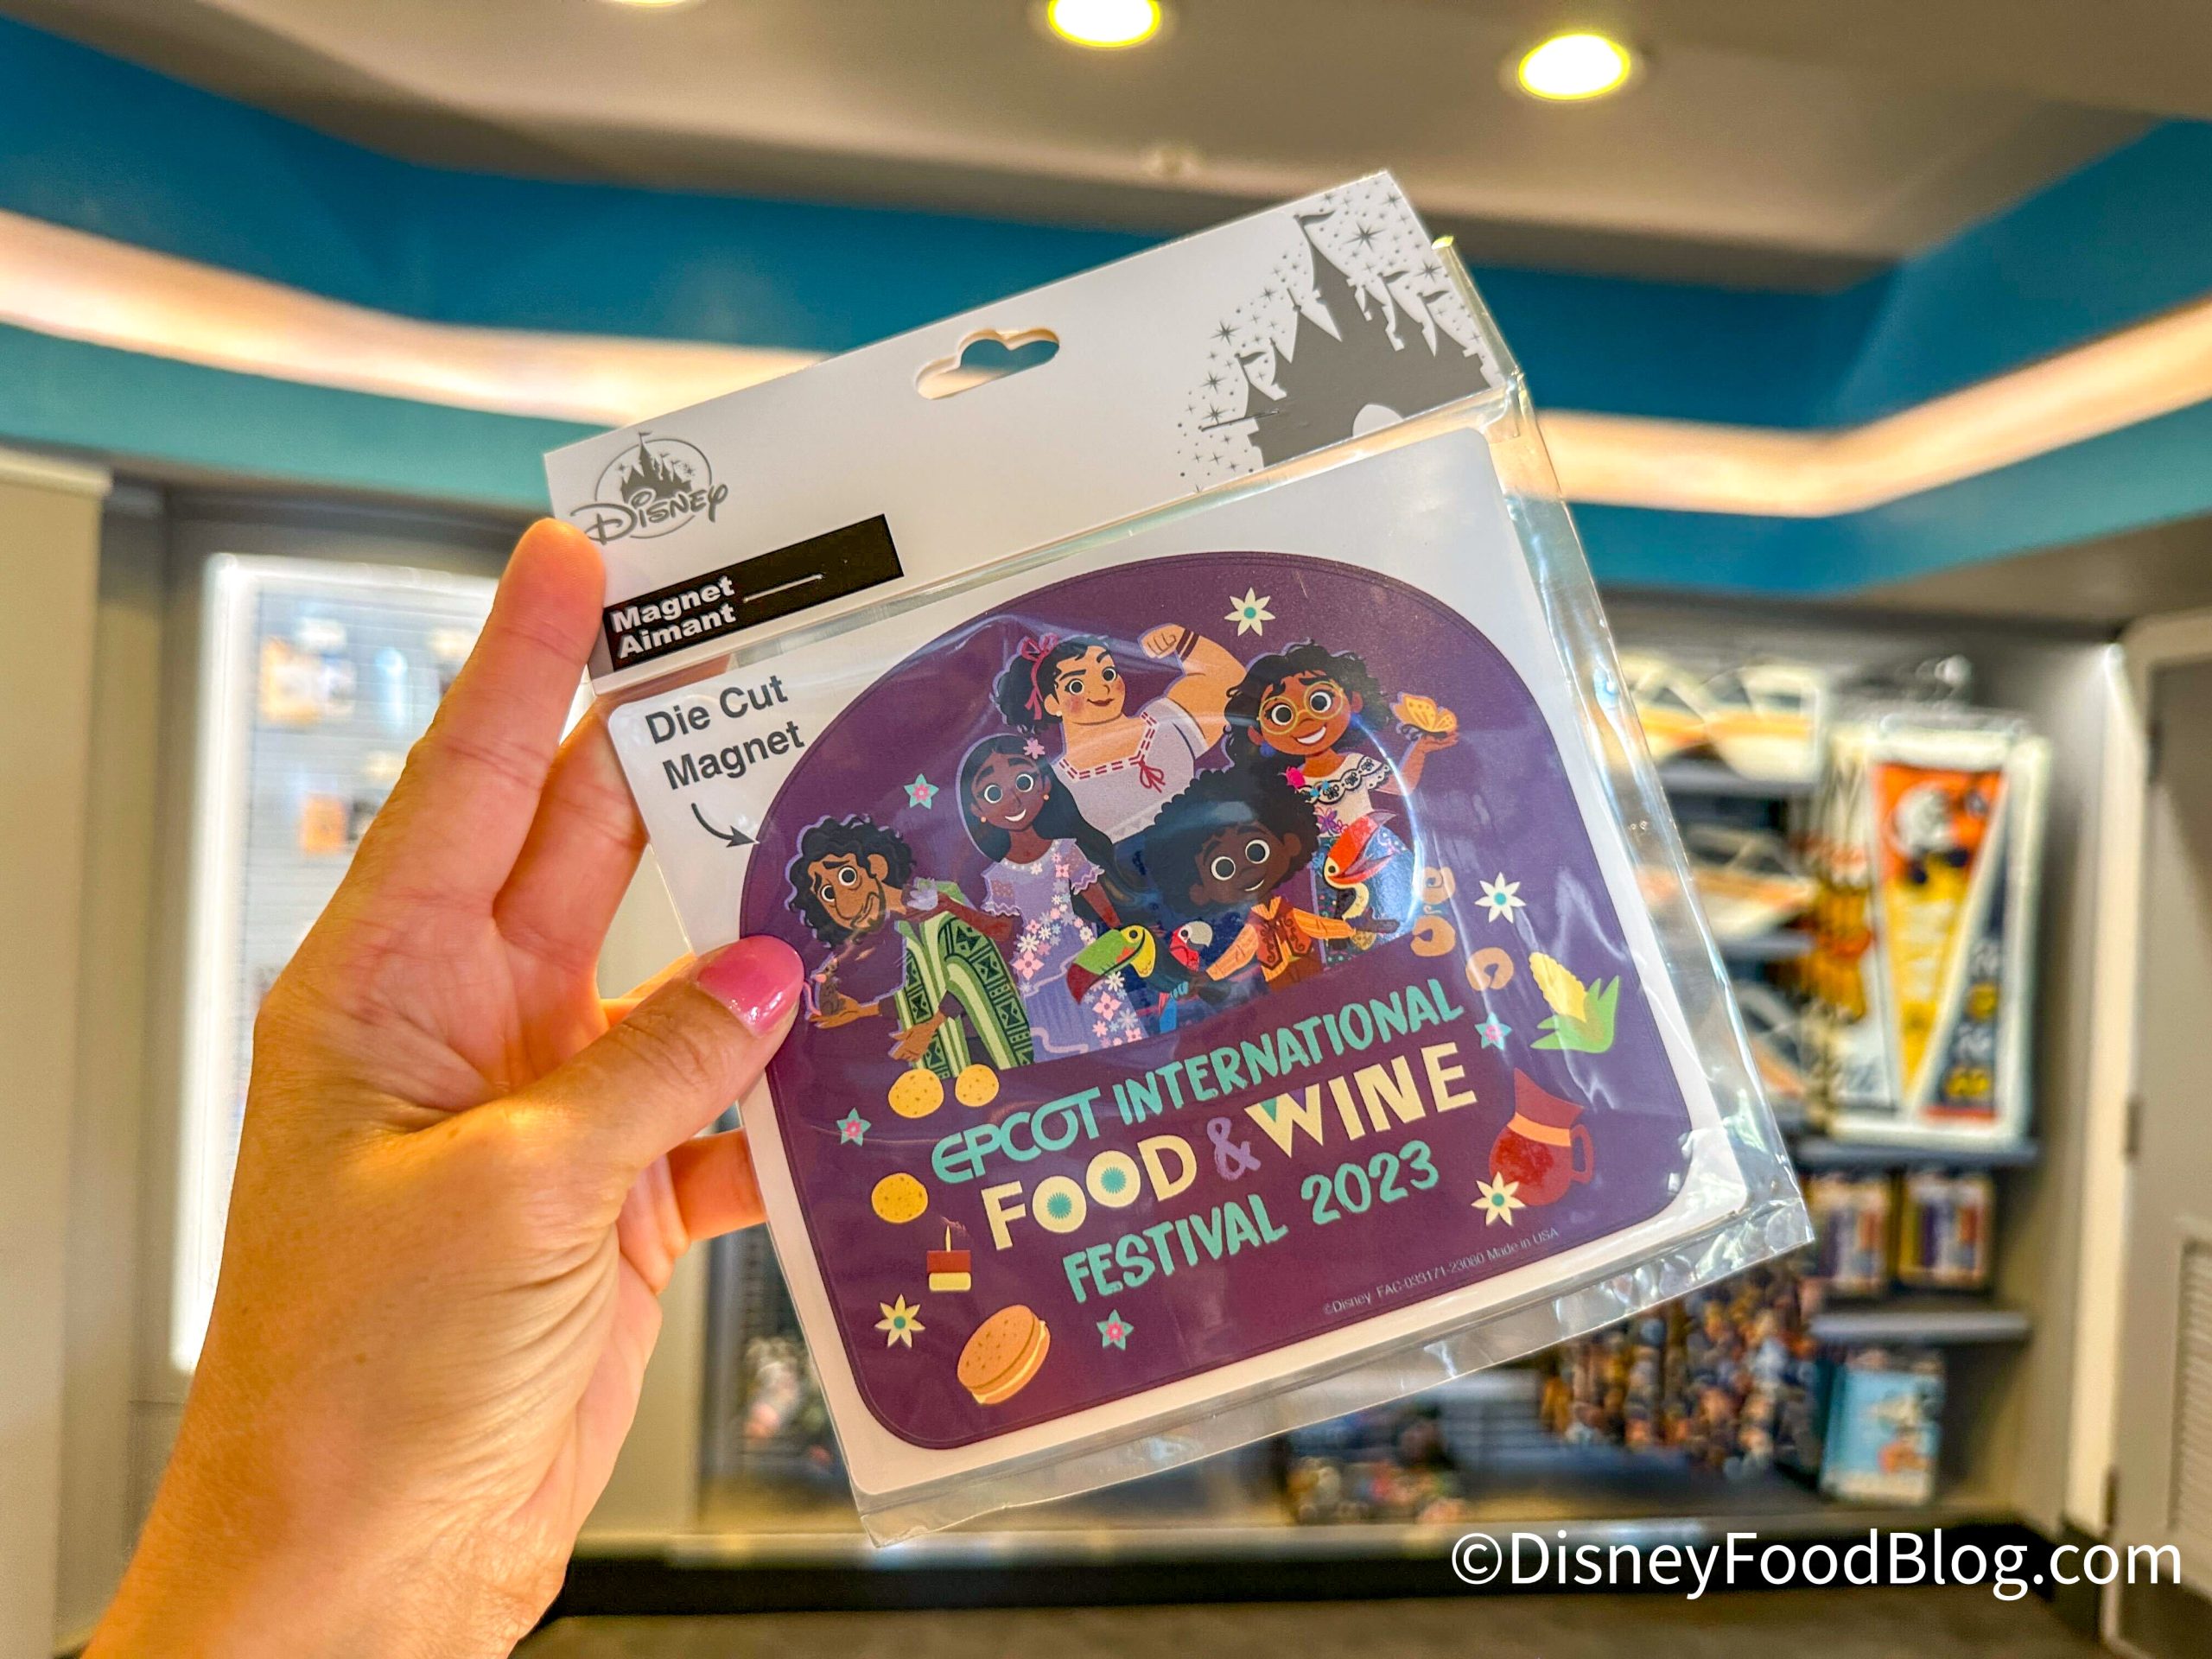 Disney
Magnet
Aimant
Die Cut
Magnet
EPCOT INTERNATIONAL
FOOD & WINE
FESTIVAL 2023
©Disney FAC-033171-23080 Made in USA
©DisneyFoodBlog.com